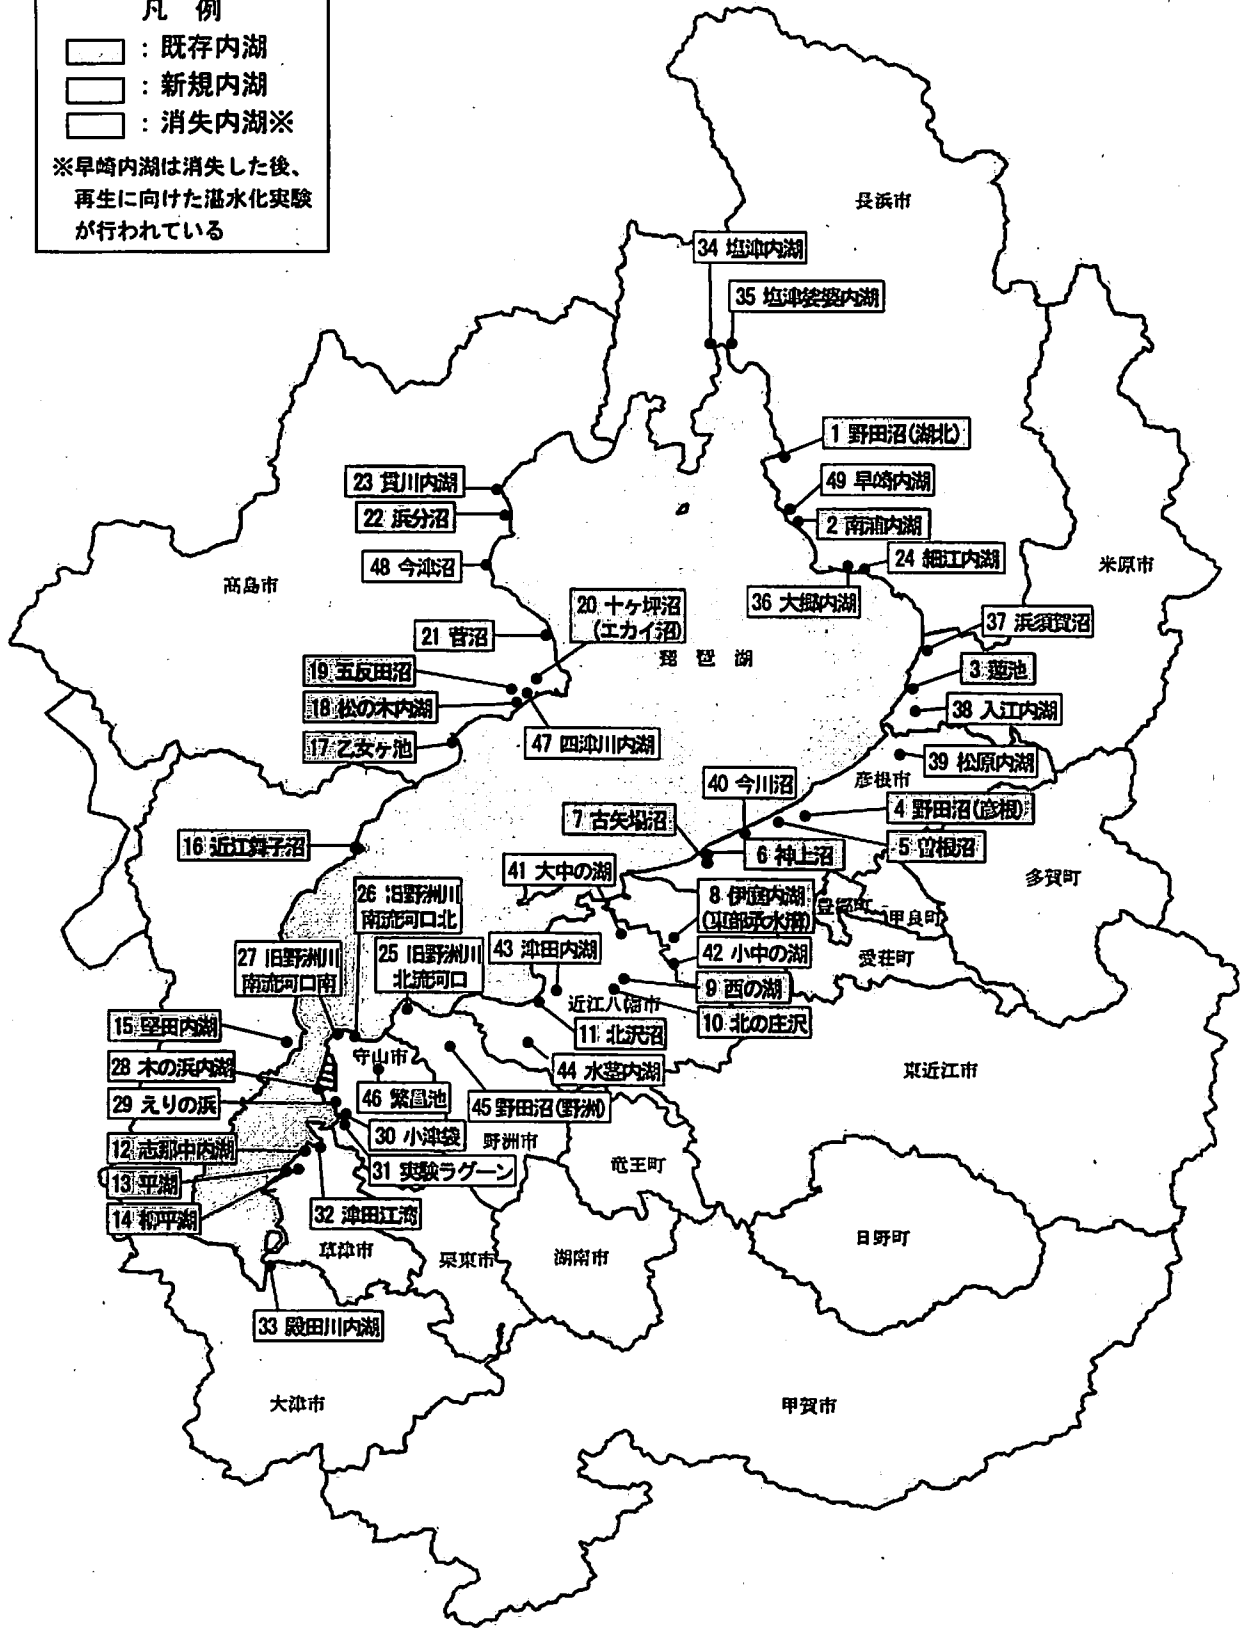 凡 例
：既存内湖
：新規内湖
：消失内湖※
※早崎内湖は消失した後、
再生に向けた湛水化実験
が行われている
長浜市
34 塩津内湖
35 塩津娑婆内湖
1 野田沼(湖北)
23 貫川内湖
49 早崎内湖
22 浜分沼
2 南浦内湖
48 今津沼
24 細江内湖
米原市
高島市
36 大郷内湖
20 十ヶ坪沼
(エカイ沼)
37 浜須賀沼
21 菅沼
琵 琶 湖
19 五反田沼
3 蓮池
18 松の木内湖
38 入江内湖
17 乙女ヶ池
47 四津川内湖
39 松原内湖
彦根市
40 今川沼
4 野田沼(彦根)
7 古矢場沼
16 近江舞子沼
6 神上沼
5 曽根沼
41 大中の湖
多賀町
26 旧野洲川
南流河口北
8 伊庭内湖
(東部承水溝)
豊郷町
甲良町
27 旧野洲川
南流河口南
25 旧野洲川
北流河口
43 津田内湖
42 小中の湖
愛荘町
9 西の湖
近江八幡市
15 堅田内湖
11 北沢沼
10 北の庄沢
守山市
28 木の浜内湖
44 水茎内湖
東近江市
29 えりの浜
46 繁昌池
45 野田沼(野洲)
30 小津袋
野洲市
12 志那中内湖
竜王町
31 実験ラグーン
13 平湖
14 柳平湖
32 津田江湾
草津市
栗東市
湖南市
日野町
33 殿田川内湖
大津市
甲賀市